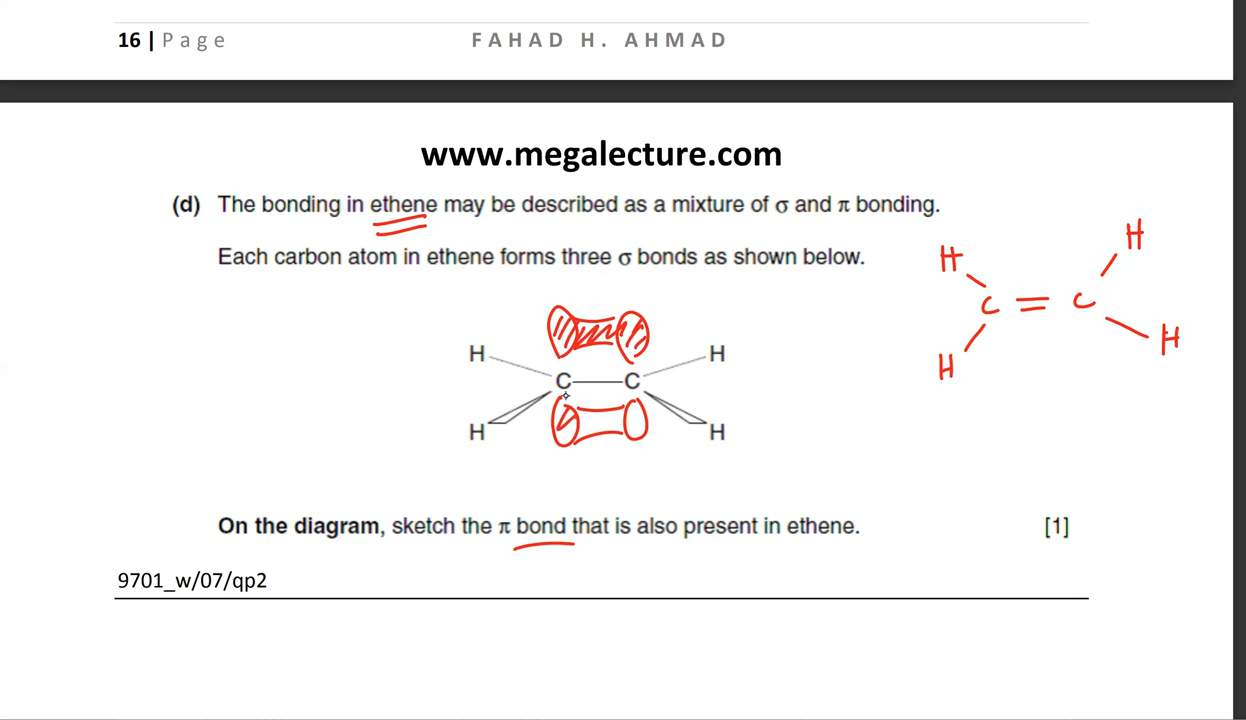 16 | Page FAHAD H. AHMAD
www.megalecture.com
(d) The bonding in ethene may be described as a mixture of σ and π bonding.
Each carbon atom in ethene forms three σ bonds as shown below.
H H
C C
H H
H H
C = C
H H
On the diagram, sketch the π bond that is also present in ethene. [1]
9701_w/07/qp2